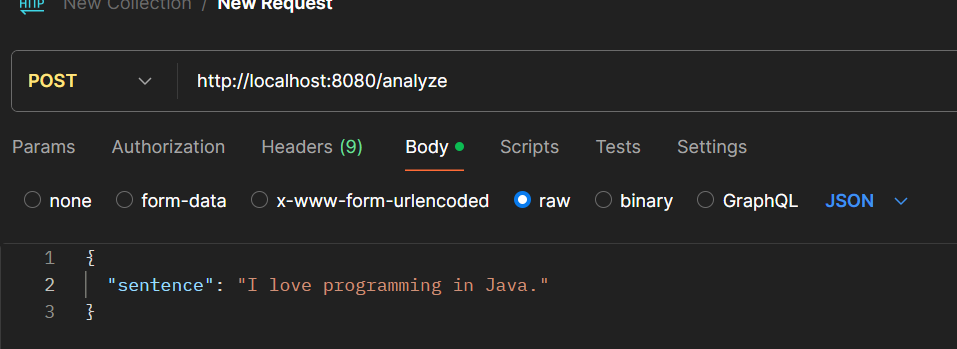 HTTP New Collection / New Request
POST http://localhost:8080/analyze
Params Authorization Headers (9) Body Scripts Tests Settings
none form-data x-www-form-urlencoded raw binary GraphQL JSON
1 {
2 "sentence": "I love programming in Java."
3 }